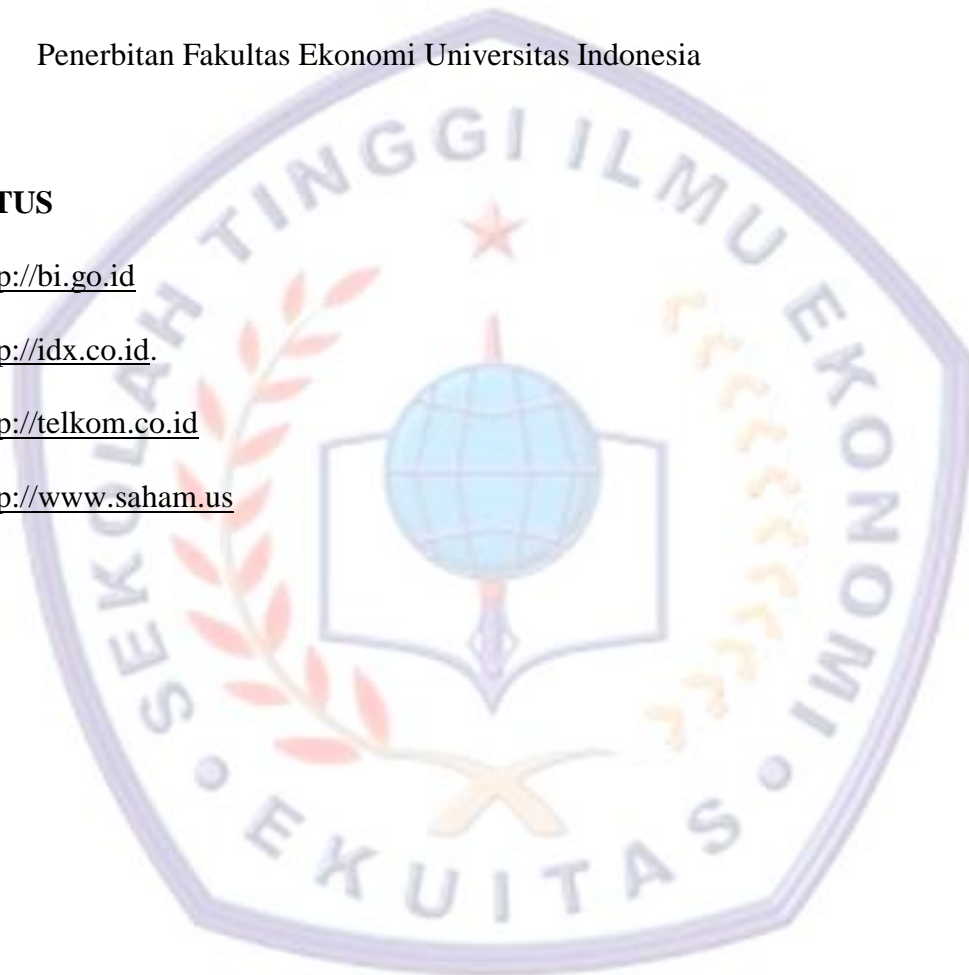 Penerbitan Fakultas Ekonomi Universitas Indonesia
TUS
p://bi.go.id
p://idx.co.id.
p://telkom.co.id
p://www.saham.us
SEKOLAH TINGGI ILMU EKONOMI
• EKUITAS •